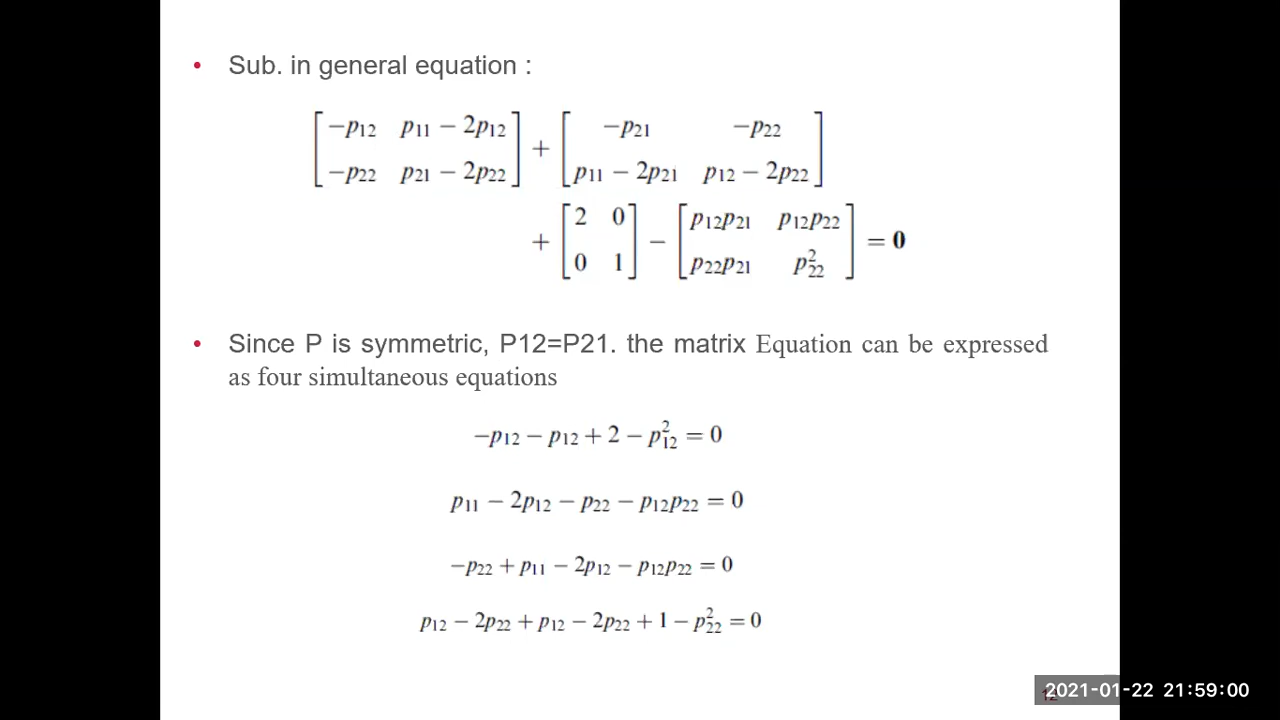 • Sub. in general equation :
[−p₁₂ p₁₁ − 2p₁₂; −p₂₂ p₂₁ − 2p₂₂] + [−p₂₁ −p₂₂; p₁₁ − 2p₂₁ p₁₂ − 2p₂₂]
+ [2 0; 0 1] − [p₁₂p₂₁ p₁₂p₂₂; p₂₂p₂₁ p₂₂²] = 0
• Since P is symmetric, P12=P21. the matrix Equation can be expressed
as four simultaneous equations
−p₁₂ − p₁₂ + 2 − p₁₂² = 0
p₁₁ − 2p₁₂ − p₂₂ − p₁₂p₂₂ = 0
−p₂₂ + p₁₁ − 2p₁₂ − p₁₂p₂₂ = 0
p₁₂ − 2p₂₂ + p₁₂ − 2p₂₂ + 1 − p₂₂² = 0
2021-01-22 21:59:00